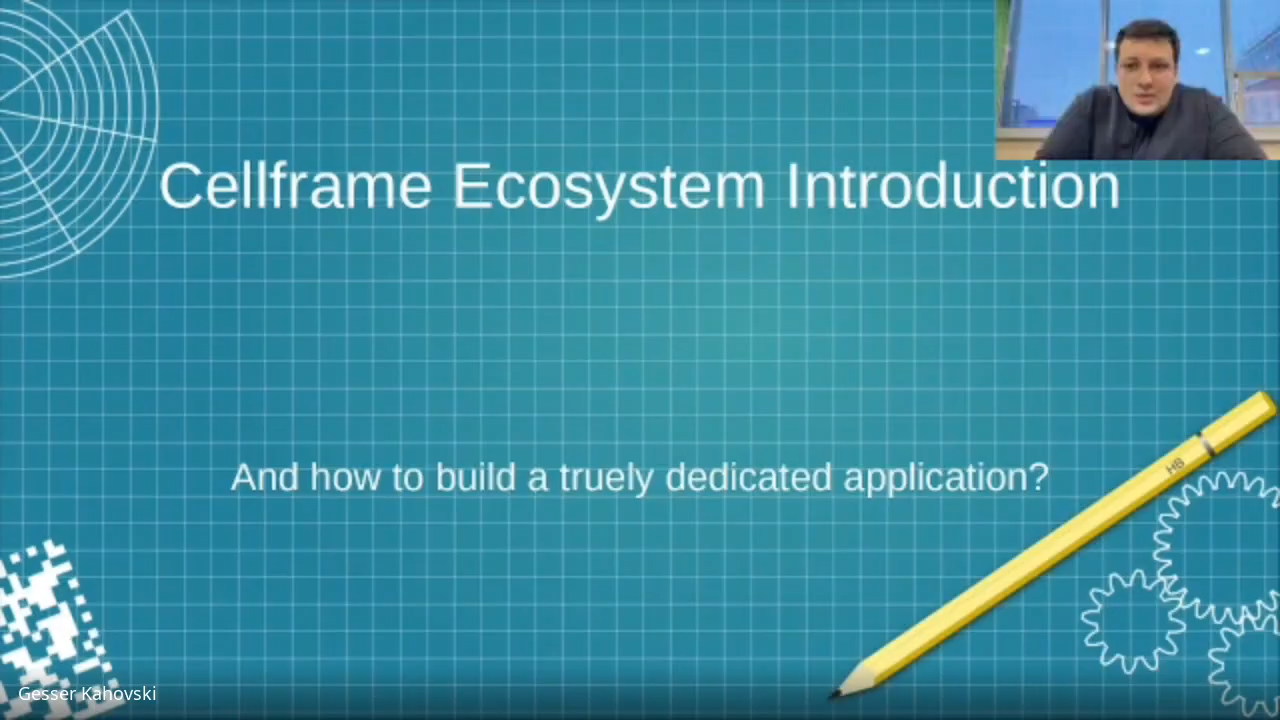 Cellframe Ecosystem Introduction
And how to build a truely dedicated application?
HB
Gesser Kahovski